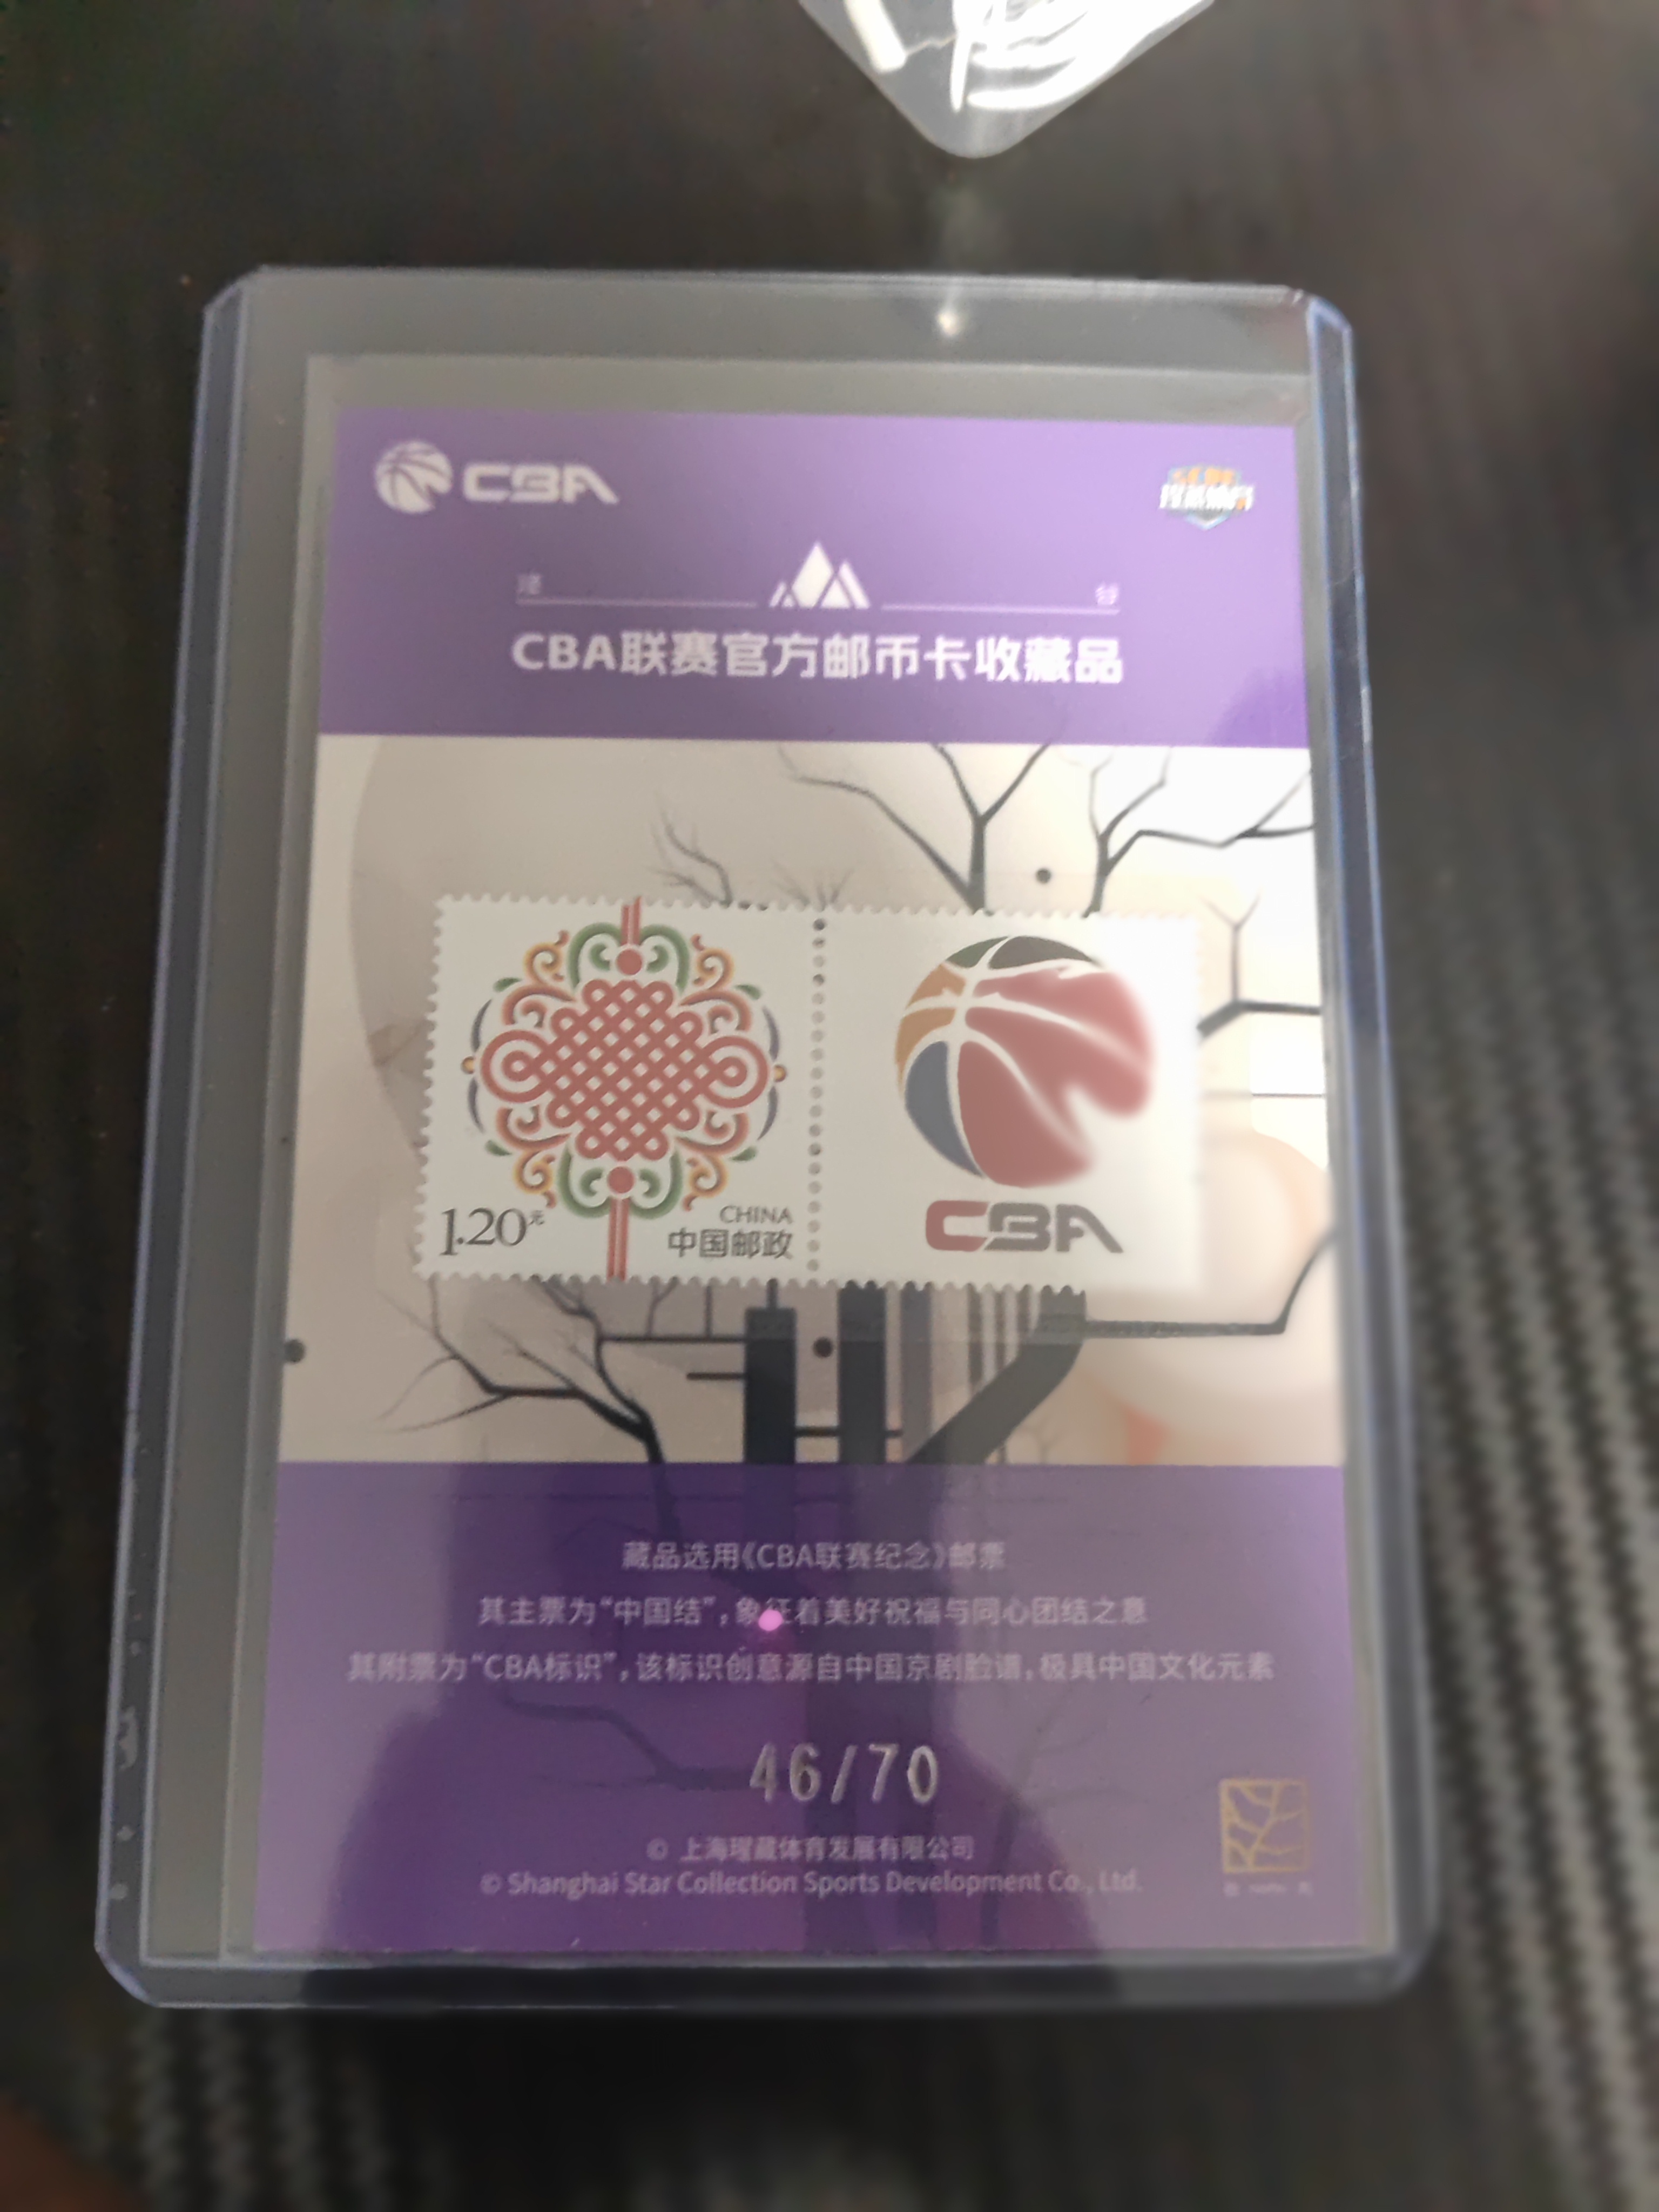 CBA
CBA联赛官方邮币卡收藏品
1.20元
CHINA
中国邮政
CBA
藏品选用《CBA联赛纪念》邮票
其主票为“中国结”，象征着美好祝福与同心团结之意
其附票为“CBA标识”，该标识创意源自中国京剧脸谱，极具中国文化元素
46/70
© 上海瑆藏体育发展有限公司
© Shanghai Star Collection Sports Development Co., Ltd.